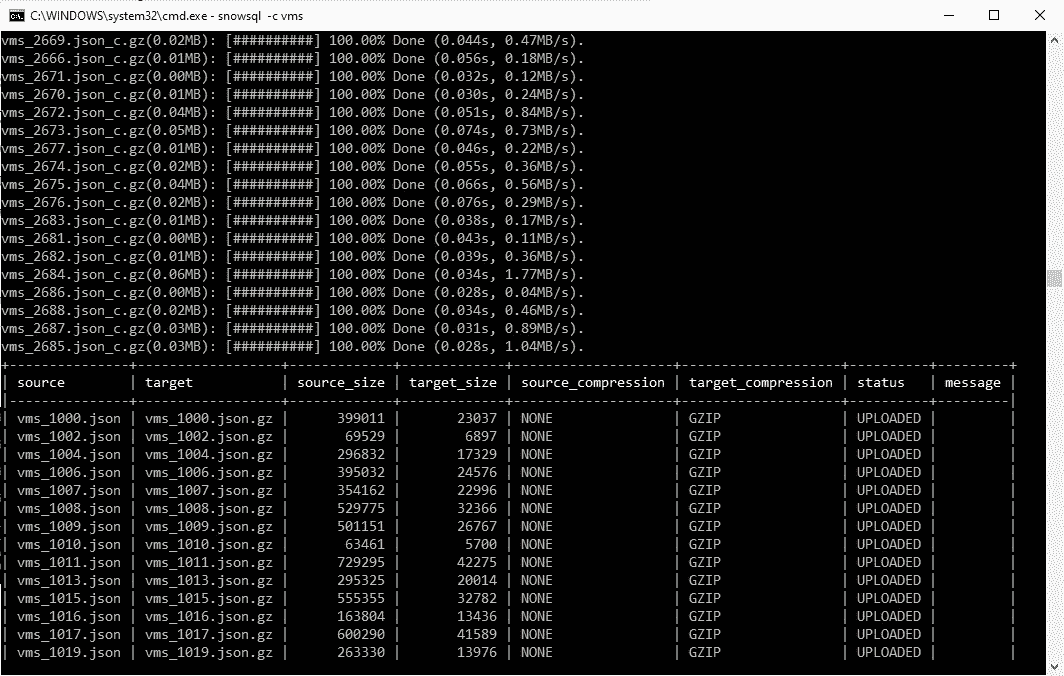 C:\WINDOWS\system32\cmd.exe - snowsql  -c vms
vms_2669.json_c.gz(0.02MB): [##########] 100.00% Done (0.044s, 0.47MB/s).
vms_2666.json_c.gz(0.01MB): [##########] 100.00% Done (0.056s, 0.18MB/s).
vms_2671.json_c.gz(0.00MB): [##########] 100.00% Done (0.032s, 0.12MB/s).
vms_2670.json_c.gz(0.01MB): [##########] 100.00% Done (0.030s, 0.24MB/s).
vms_2672.json_c.gz(0.04MB): [##########] 100.00% Done (0.051s, 0.84MB/s).
vms_2673.json_c.gz(0.05MB): [##########] 100.00% Done (0.074s, 0.73MB/s).
vms_2677.json_c.gz(0.01MB): [##########] 100.00% Done (0.046s, 0.22MB/s).
vms_2674.json_c.gz(0.02MB): [##########] 100.00% Done (0.055s, 0.36MB/s).
vms_2675.json_c.gz(0.04MB): [##########] 100.00% Done (0.066s, 0.56MB/s).
vms_2676.json_c.gz(0.02MB): [##########] 100.00% Done (0.076s, 0.29MB/s).
vms_2683.json_c.gz(0.01MB): [##########] 100.00% Done (0.038s, 0.17MB/s).
vms_2681.json_c.gz(0.00MB): [##########] 100.00% Done (0.043s, 0.11MB/s).
vms_2682.json_c.gz(0.01MB): [##########] 100.00% Done (0.039s, 0.36MB/s).
vms_2684.json_c.gz(0.06MB): [##########] 100.00% Done (0.034s, 1.77MB/s).
vms_2686.json_c.gz(0.00MB): [##########] 100.00% Done (0.028s, 0.04MB/s).
vms_2688.json_c.gz(0.02MB): [##########] 100.00% Done (0.034s, 0.46MB/s).
vms_2687.json_c.gz(0.03MB): [##########] 100.00% Done (0.031s, 0.89MB/s).
vms_2685.json_c.gz(0.03MB): [##########] 100.00% Done (0.028s, 1.04MB/s).
+---------------+------------------+-------------+-------------+--------------------+--------------------+----------+---------+
| source        | target           | source_size | target_size | source_compression | target_compression | status   | message |
|---------------+------------------+-------------+-------------+--------------------+--------------------+----------+---------|
| vms_1000.json | vms_1000.json.gz |      399011 |       23037 | NONE               | GZIP               | UPLOADED |         |
| vms_1002.json | vms_1002.json.gz |       69529 |        6897 | NONE               | GZIP               | UPLOADED |         |
| vms_1004.json | vms_1004.json.gz |      296832 |       17329 | NONE               | GZIP               | UPLOADED |         |
| vms_1006.json | vms_1006.json.gz |      395032 |       24576 | NONE               | GZIP               | UPLOADED |         |
| vms_1007.json | vms_1007.json.gz |      354162 |       22996 | NONE               | GZIP               | UPLOADED |         |
| vms_1008.json | vms_1008.json.gz |      529775 |       32366 | NONE               | GZIP               | UPLOADED |         |
| vms_1009.json | vms_1009.json.gz |      501151 |       26767 | NONE               | GZIP               | UPLOADED |         |
| vms_1010.json | vms_1010.json.gz |       63461 |        5700 | NONE               | GZIP               | UPLOADED |         |
| vms_1011.json | vms_1011.json.gz |      729295 |       42275 | NONE               | GZIP               | UPLOADED |         |
| vms_1013.json | vms_1013.json.gz |      295325 |       20014 | NONE               | GZIP               | UPLOADED |         |
| vms_1015.json | vms_1015.json.gz |      555355 |       32782 | NONE               | GZIP               | UPLOADED |         |
| vms_1016.json | vms_1016.json.gz |      163804 |       13436 | NONE               | GZIP               | UPLOADED |         |
| vms_1017.json | vms_1017.json.gz |      600290 |       41589 | NONE               | GZIP               | UPLOADED |         |
| vms_1019.json | vms_1019.json.gz |      263330 |       13976 | NONE               | GZIP               | UPLOADED |         |